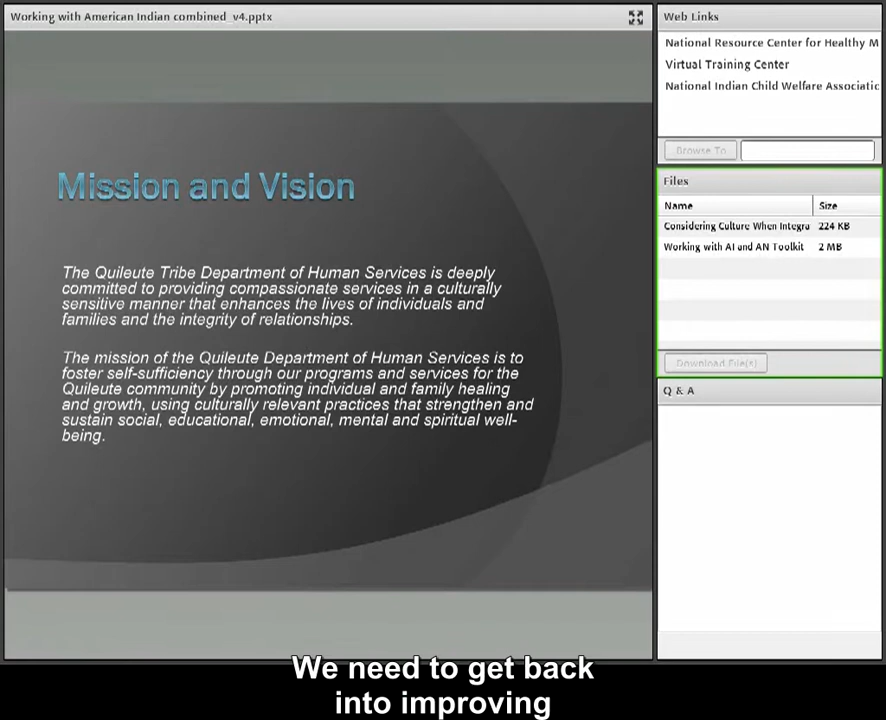 Working with American Indian combined_v4.pptx
Mission and Vision
The Quileute Tribe Department of Human Services is deeply
committed to providing compassionate services in a culturally
sensitive manner that enhances the lives of individuals and
families and the integrity of relationships.
The mission of the Quileute Department of Human Services is to
foster self-sufficiency through our programs and services for the
Quileute community by promoting individual and family healing
and growth, using culturally relevant practices that strengthen and
sustain social, educational, emotional, mental and spiritual well-
being.
Web Links
National Resource Center for Healthy M
Virtual Training Center
National Indian Child Welfare Associatic
Browse To
Files
Name Size
Considering Culture When Integra 224 KB
Working with AI and AN Toolkit 2 MB
Download File(s)
Q & A
We need to get back
into improving